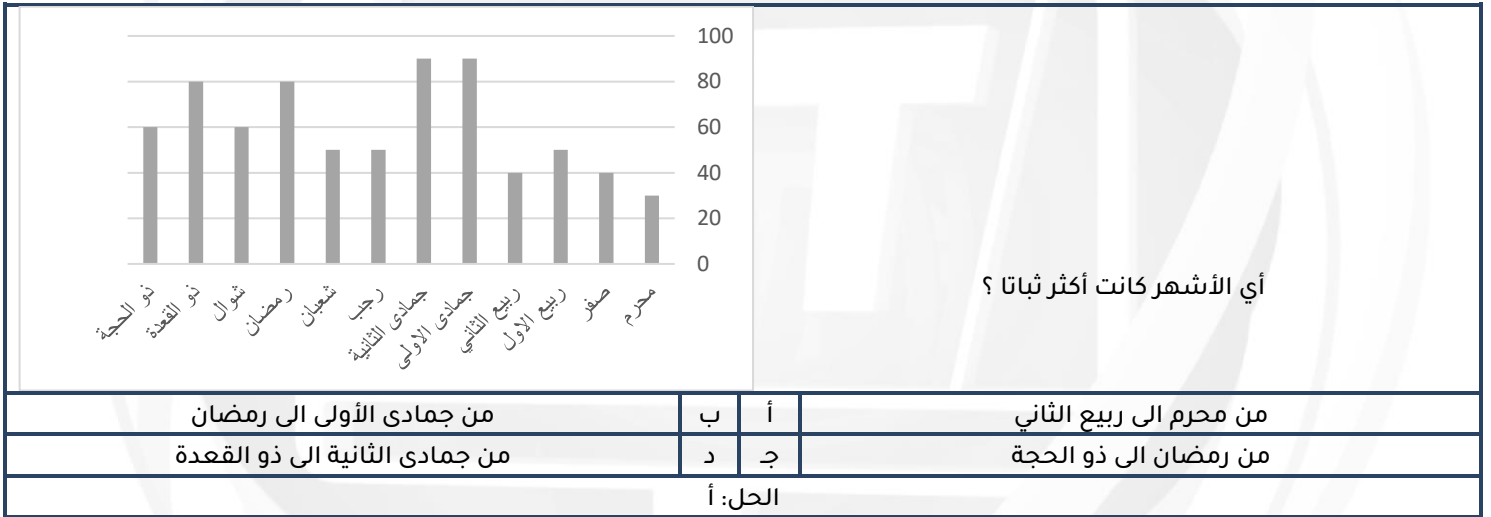 100
80
60
40
20
0
محرم
صفر
ربيع الاول
ربيع الثاني
جمادى الاولى
جمادى الثانية
رجب
شعبان
رمضان
شوال
ذو القعدة
ذو الحجة
أي الأشهر كانت أكثر ثباتا ؟
من محرم الى ربيع الثاني أ ب من جمادى الأولى الى رمضان
من رمضان الى ذو الحجة جـ د من جمادى الثانية الى ذو القعدة
الحل: أ